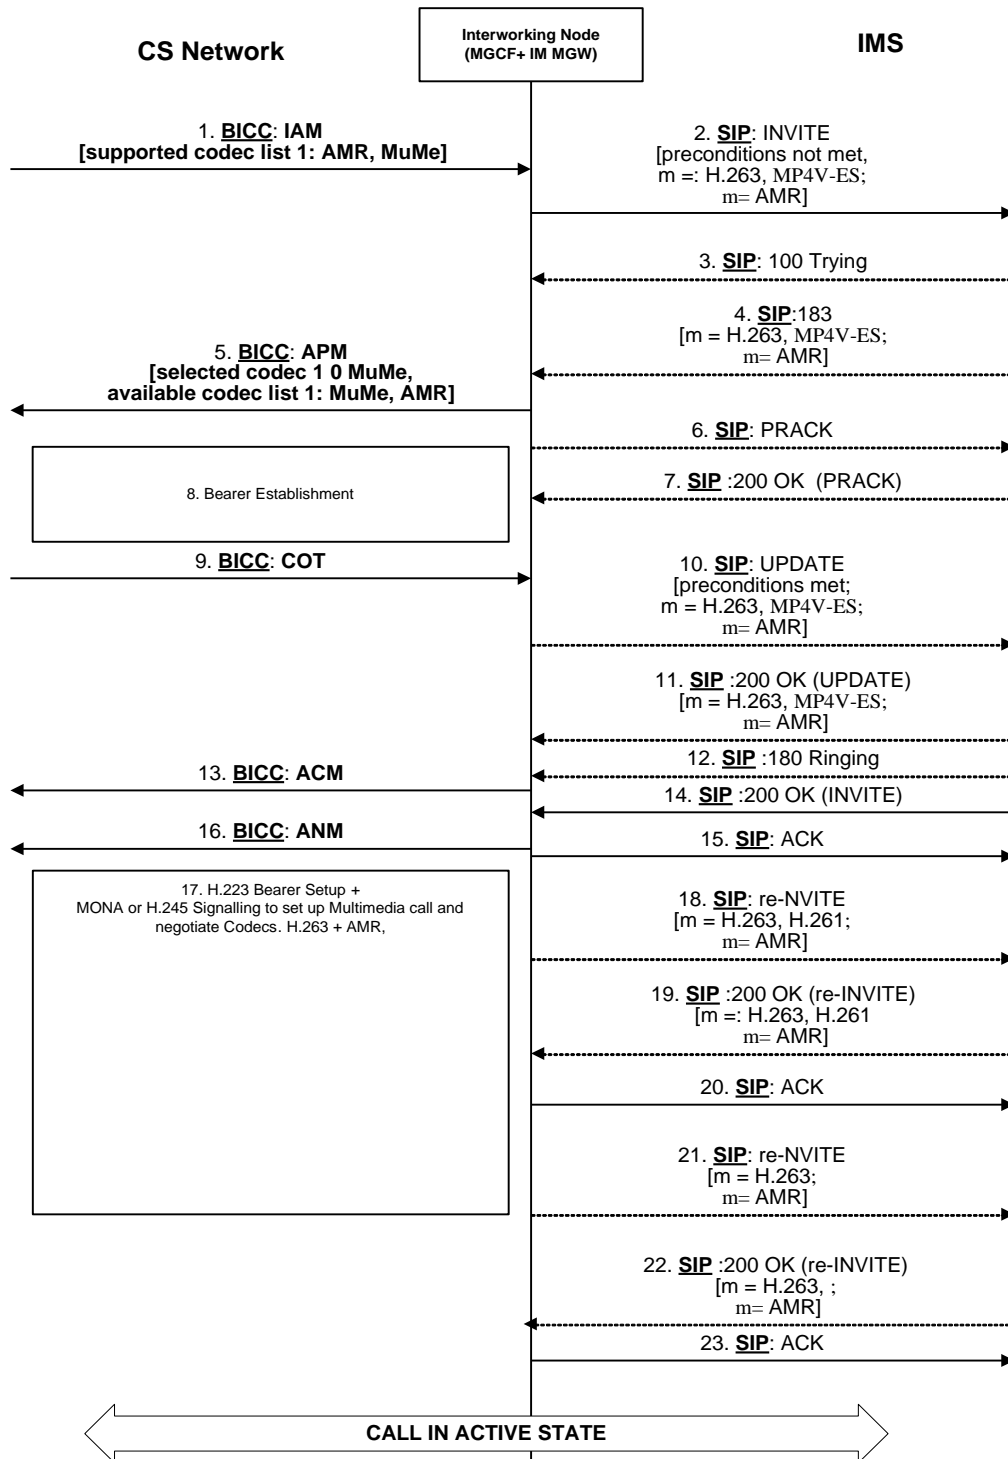 CS Network
Interworking Node
(MGCF+ IM MGW)
IMS
1. BICC: IAM
[supported codec list 1: AMR, MuMe]
2. SIP: INVITE
[preconditions not met,
m =: H.263, MP4V-ES;
m= AMR]
3. SIP: 100 Trying
4. SIP:183
[m = H.263, MP4V-ES;
m= AMR]
5. BICC: APM
[selected codec 1 0 MuMe,
available codec list 1: MuMe, AMR]
6. SIP: PRACK
7. SIP :200 OK (PRACK)
8. Bearer Establishment
9. BICC: COT
10. SIP: UPDATE
[preconditions met;
m = H.263, MP4V-ES;
m= AMR]
11. SIP :200 OK (UPDATE)
[m = H.263, MP4V-ES;
m= AMR]
12. SIP :180 Ringing
13. BICC: ACM
14. SIP :200 OK (INVITE)
16. BICC: ANM
15. SIP: ACK
17. H.223 Bearer Setup +
MONA or H.245 Signalling to set up Multimedia call and
negotiate Codecs. H.263 + AMR,
18. SIP: re-NVITE
[m = H.263, H.261;
m= AMR]
19. SIP :200 OK (re-INVITE)
[m =: H.263, H.261
m= AMR]
20. SIP: ACK
21. SIP: re-NVITE
[m = H.263;
m= AMR]
22. SIP :200 OK (re-INVITE)
[m = H.263, ;
m= AMR]
23. SIP: ACK
CALL IN ACTIVE STATE